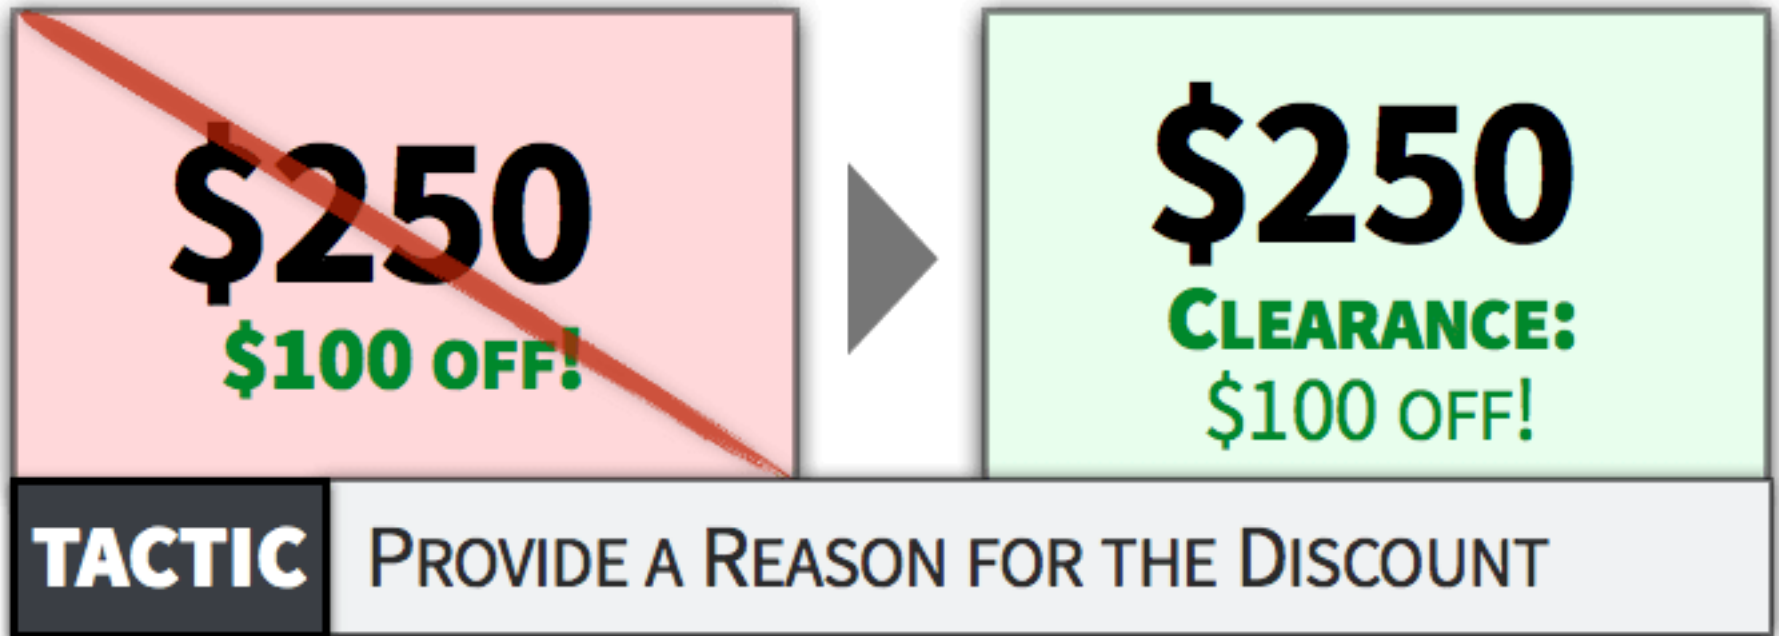 $250
$100 OFF!
$250
CLEARANCE:
$100 OFF!
TACTIC
PROVIDE A REASON FOR THE DISCOUNT